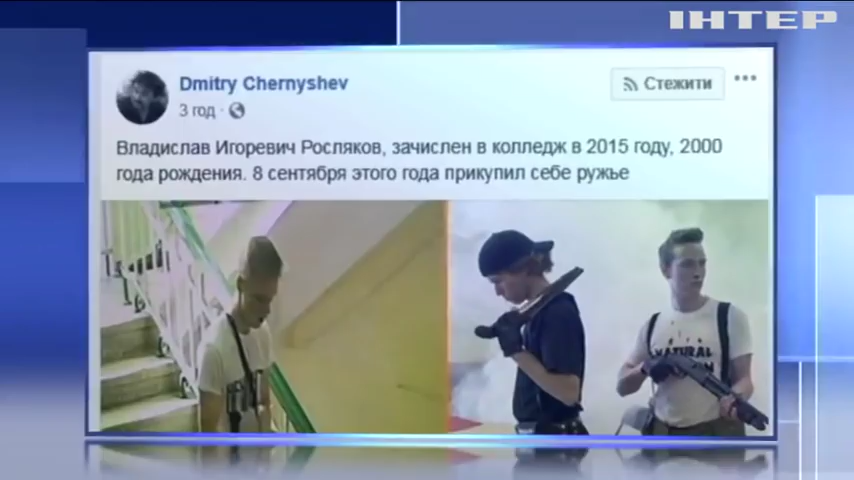 ІНТЕР
Dmitry Chernyshev
3 год ·
Стежити
Владислав Игоревич Росляков, зачислен в колледж в 2015 году, 2000
года рождения. 8 сентября этого года прикупил себе ружье
NATURAL